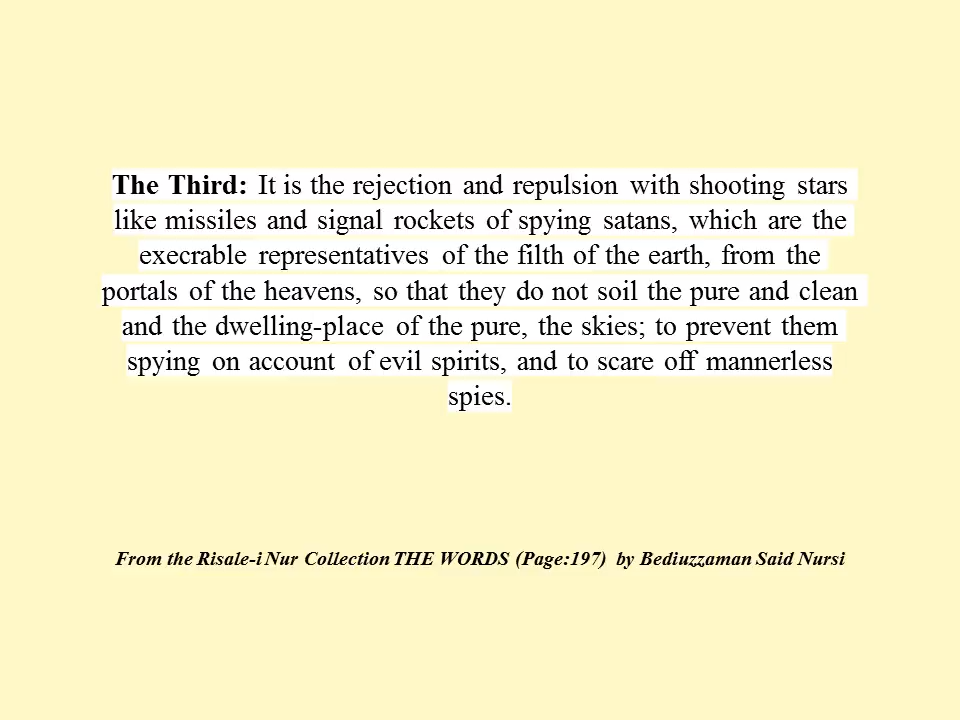 The Third: It is the rejection and repulsion with shooting stars
like missiles and signal rockets of spying satans, which are the
execrable representatives of the filth of the earth, from the
portals of the heavens, so that they do not soil the pure and clean
and the dwelling-place of the pure, the skies; to prevent them
spying on account of evil spirits, and to scare off mannerless
spies.
From the Risale-i Nur Collection THE WORDS (Page:197) by Bediuzzaman Said Nursi